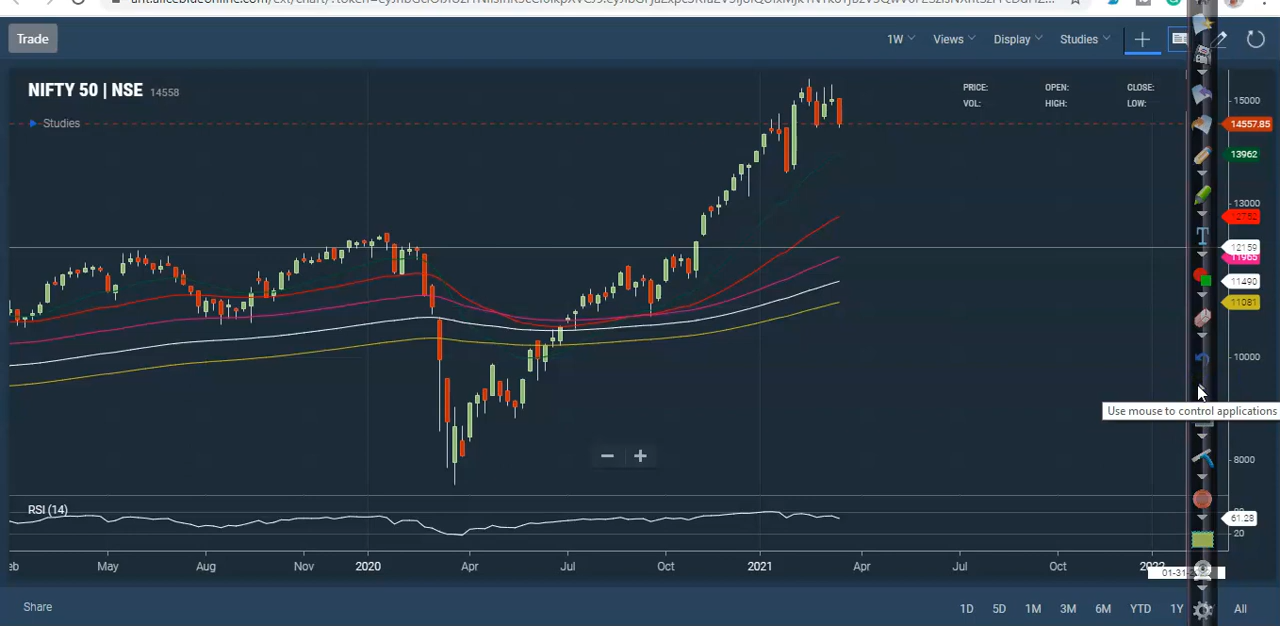 Trade
1W
Views
Display
Studies
NIFTY 50 | NSE 14558
Studies
PRICE: OPEN: CLOSE:
VOL: HIGH: LOW:
15000
14557.85
13962
13000
12752
12159
11965
11490
11081
10000
Use mouse to control applications
8000
RSI (14)
61.28
20
May Aug Nov 2020 Apr Jul Oct 2021 Apr Jul Oct
Share
1D 5D 1M 3M 6M YTD 1Y All